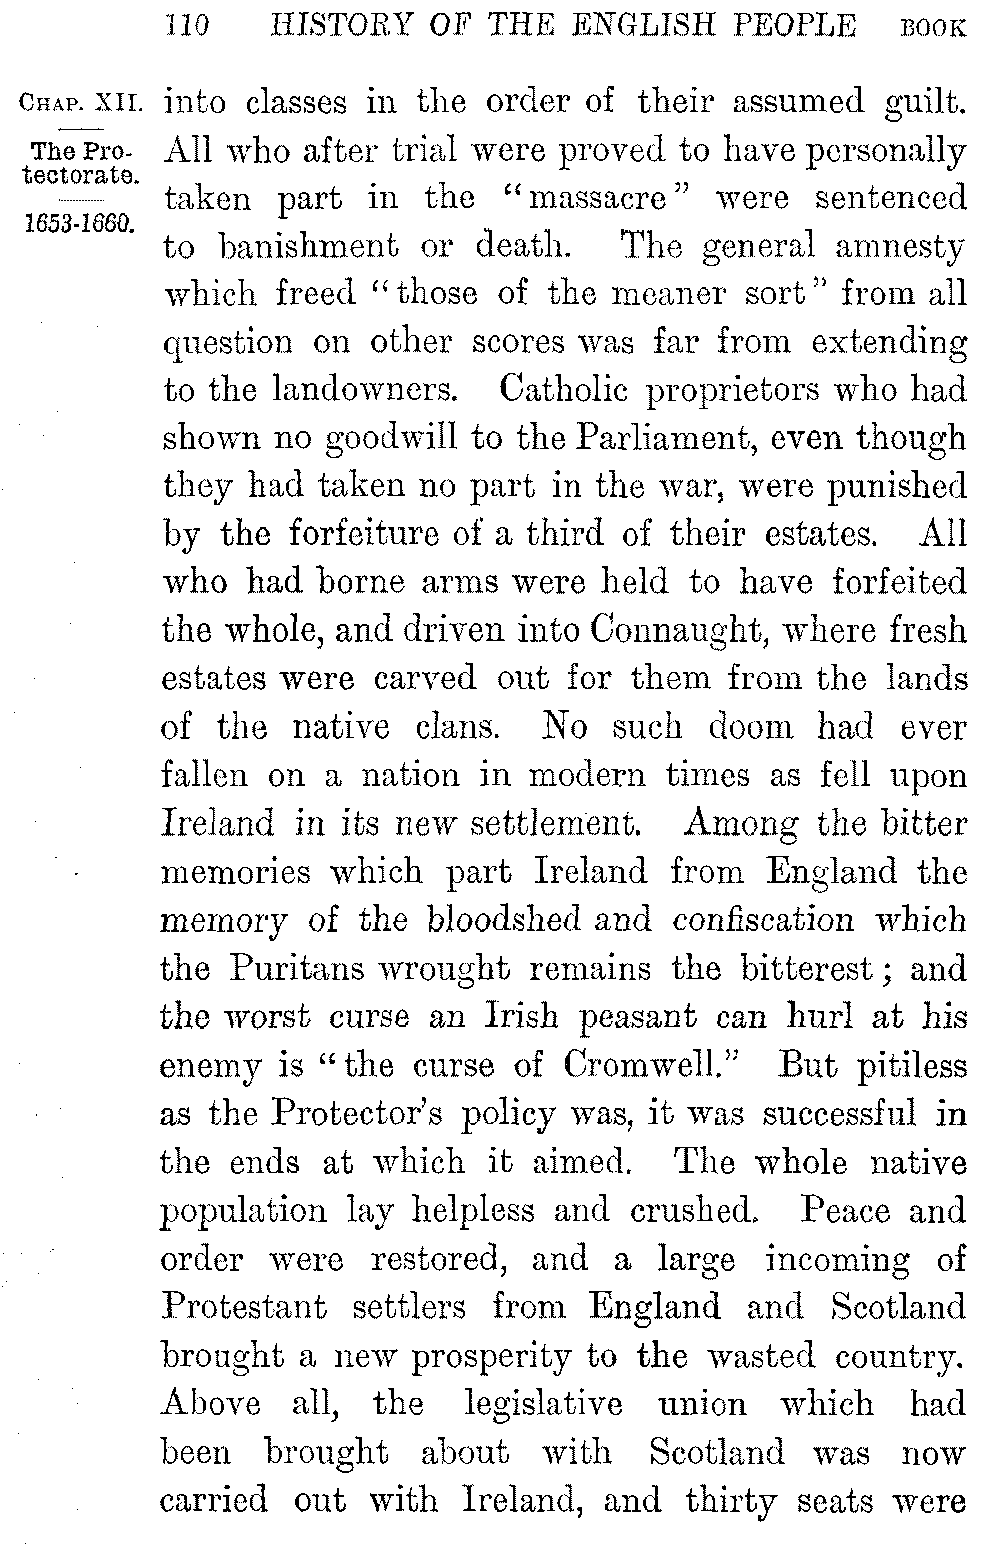 110 HISTORY OF THE ENGLISH PEOPLE BOOK
CHAP. XII.
The Pro-
tectorate.
1653-1660.
into classes in the order of their assumed guilt.
All who after trial were proved to have personally
taken part in the “massacre” were sentenced
to banishment or death. The general amnesty
which freed “those of the meaner sort” from all
question on other scores was far from extending
to the landowners. Catholic proprietors who had
shown no goodwill to the Parliament, even though
they had taken no part in the war, were punished
by the forfeiture of a third of their estates. All
who had borne arms were held to have forfeited
the whole, and driven into Connaught, where fresh
estates were carved out for them from the lands
of the native clans. No such doom had ever
fallen on a nation in modern times as fell upon
Ireland in its new settlement. Among the bitter
memories which part Ireland from England the
memory of the bloodshed and confiscation which
the Puritans wrought remains the bitterest; and
the worst curse an Irish peasant can hurl at his
enemy is “the curse of Cromwell.” But pitiless
as the Protector’s policy was, it was successful in
the ends at which it aimed. The whole native
population lay helpless and crushed. Peace and
order were restored, and a large incoming of
Protestant settlers from England and Scotland
brought a new prosperity to the wasted country.
Above all, the legislative union which had
been brought about with Scotland was now
carried out with Ireland, and thirty seats were